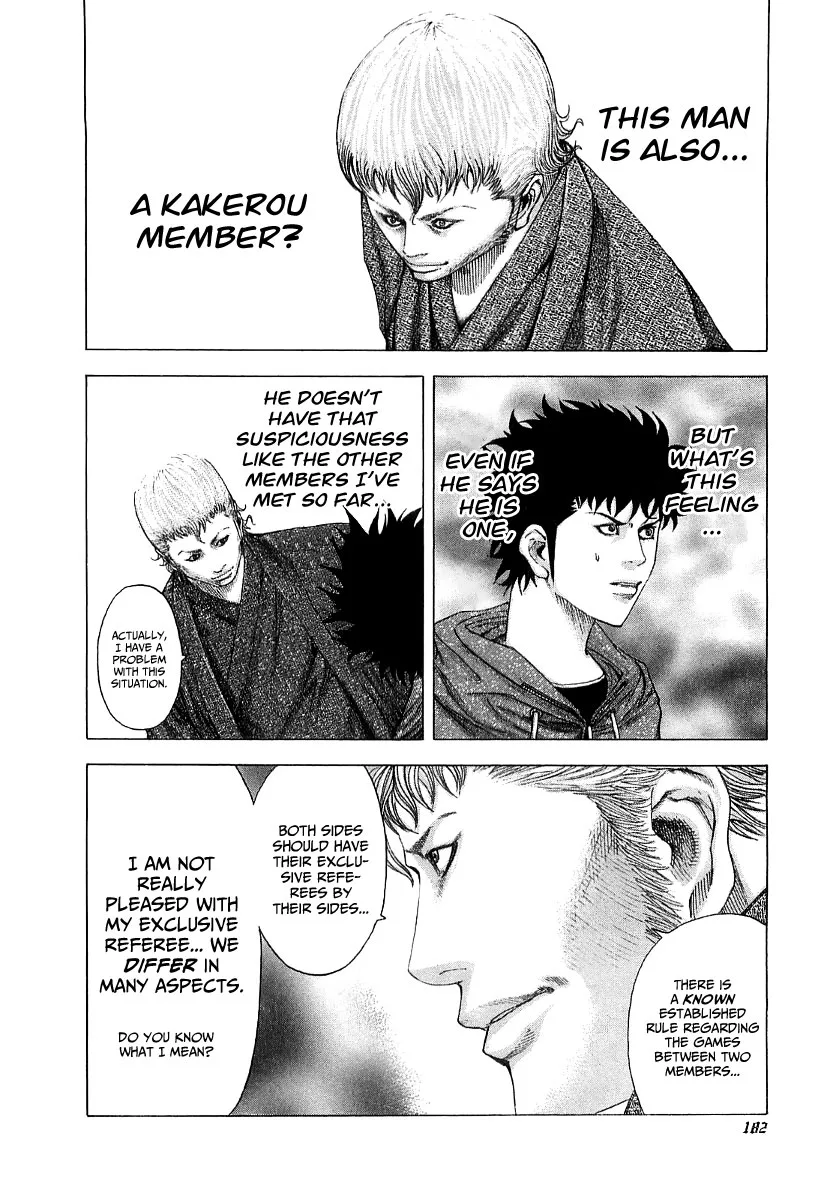 THIS MAN
IS ALSO...
A KAKEROU
MEMBER?
BUT
WHAT'S
THIS
FEELING
...
EVEN IF
HE SAYS
HE IS
ONE,
HE DOESN'T
HAVE THAT
SUSPICIOUSNESS
LIKE THE OTHER
MEMBERS I'VE
MET SO FAR...
ACTUALLY,
I HAVE A
PROBLEM
WITH THIS
SITUATION.
THERE IS
A KNOWN
ESTABLISHED
RULE REGARDING
THE GAMES
BETWEEN TWO
MEMBERS...
BOTH SIDES
SHOULD HAVE
THEIR EXCLU-
SIVE REFE-
REES BY
THEIR SIDES...
I AM NOT
REALLY
PLEASED WITH
MY EXCLUSIVE
REFEREE... WE
DIFFER IN
MANY ASPECTS.
DO YOU KNOW
WHAT I MEAN?
182